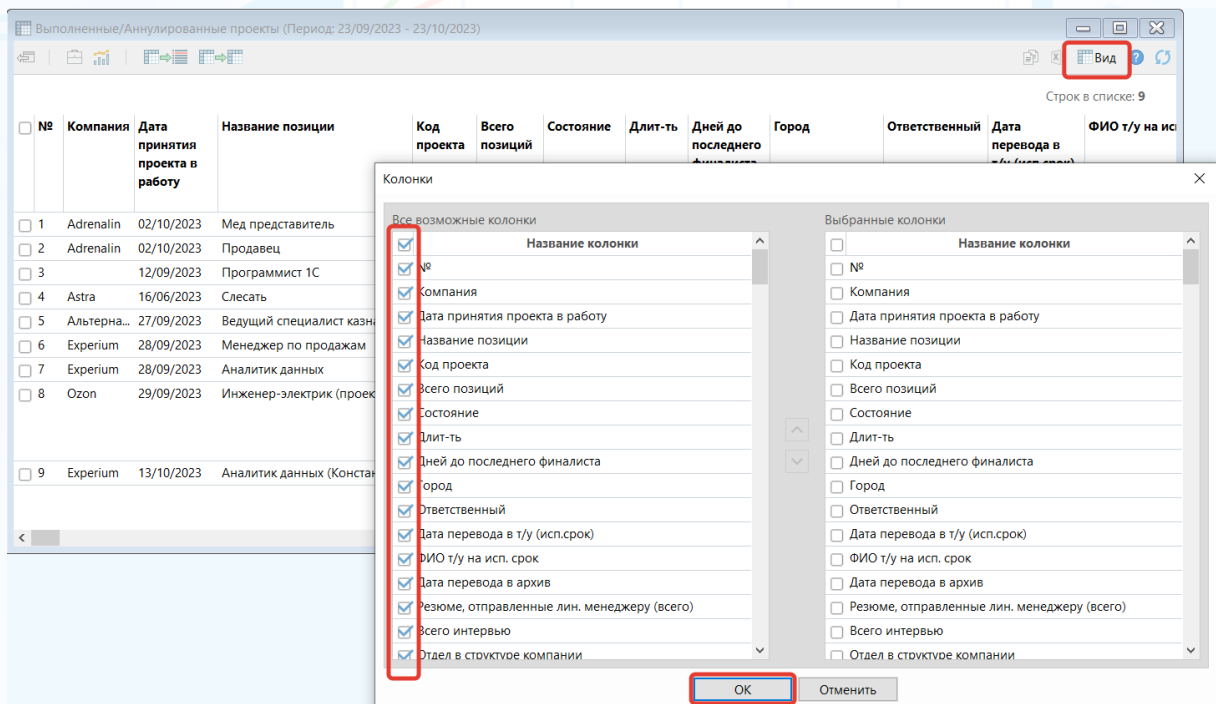 Выполненные/Аннулированные проекты (Период: 23/09/2023 - 23/10/2023)
Вид
Строк в списке: 9
№ Компания Дата принятия проекта в работу Название позиции Код проекта Всего позиций Состояние Длит-ть Дней до последнего финалиста Город Ответственный Дата перевода в т/у (исп.срок) ФИО т/у на ис
1 Adrenalin 02/10/2023 Мед представитель
2 Adrenalin 02/10/2023 Продавец
3 12/09/2023 Программист 1С
4 Astra 16/06/2023 Слесать
5 Альтерна... 27/09/2023 Ведущий специалист казна
6 Experium 28/09/2023 Менеджер по продажам
7 Experium 28/09/2023 Аналитик данных
8 Ozon 29/09/2023 Инженер-электрик (проек
9 Experium 13/10/2023 Аналитик данных (Констан
Колонки
Все возможные колонки
Название колонки
№
Компания
Дата принятия проекта в работу
Название позиции
Код проекта
Всего позиций
Состояние
Длит-ть
Дней до последнего финалиста
Город
Ответственный
Дата перевода в т/у (исп.срок)
ФИО т/у на исп. срок
Дата перевода в архив
Резюме, отправленные лин. менеджеру (всего)
Всего интервью
Отдел в структуре компании
Выбранные колонки
Название колонки
№
Компания
Дата принятия проекта в работу
Название позиции
Код проекта
Всего позиций
Состояние
Длит-ть
Дней до последнего финалиста
Город
Ответственный
Дата перевода в т/у (исп.срок)
ФИО т/у на исп. срок
Дата перевода в архив
Резюме, отправленные лин. менеджеру (всего)
Всего интервью
Отдел в структуре компании
OK
Отменить